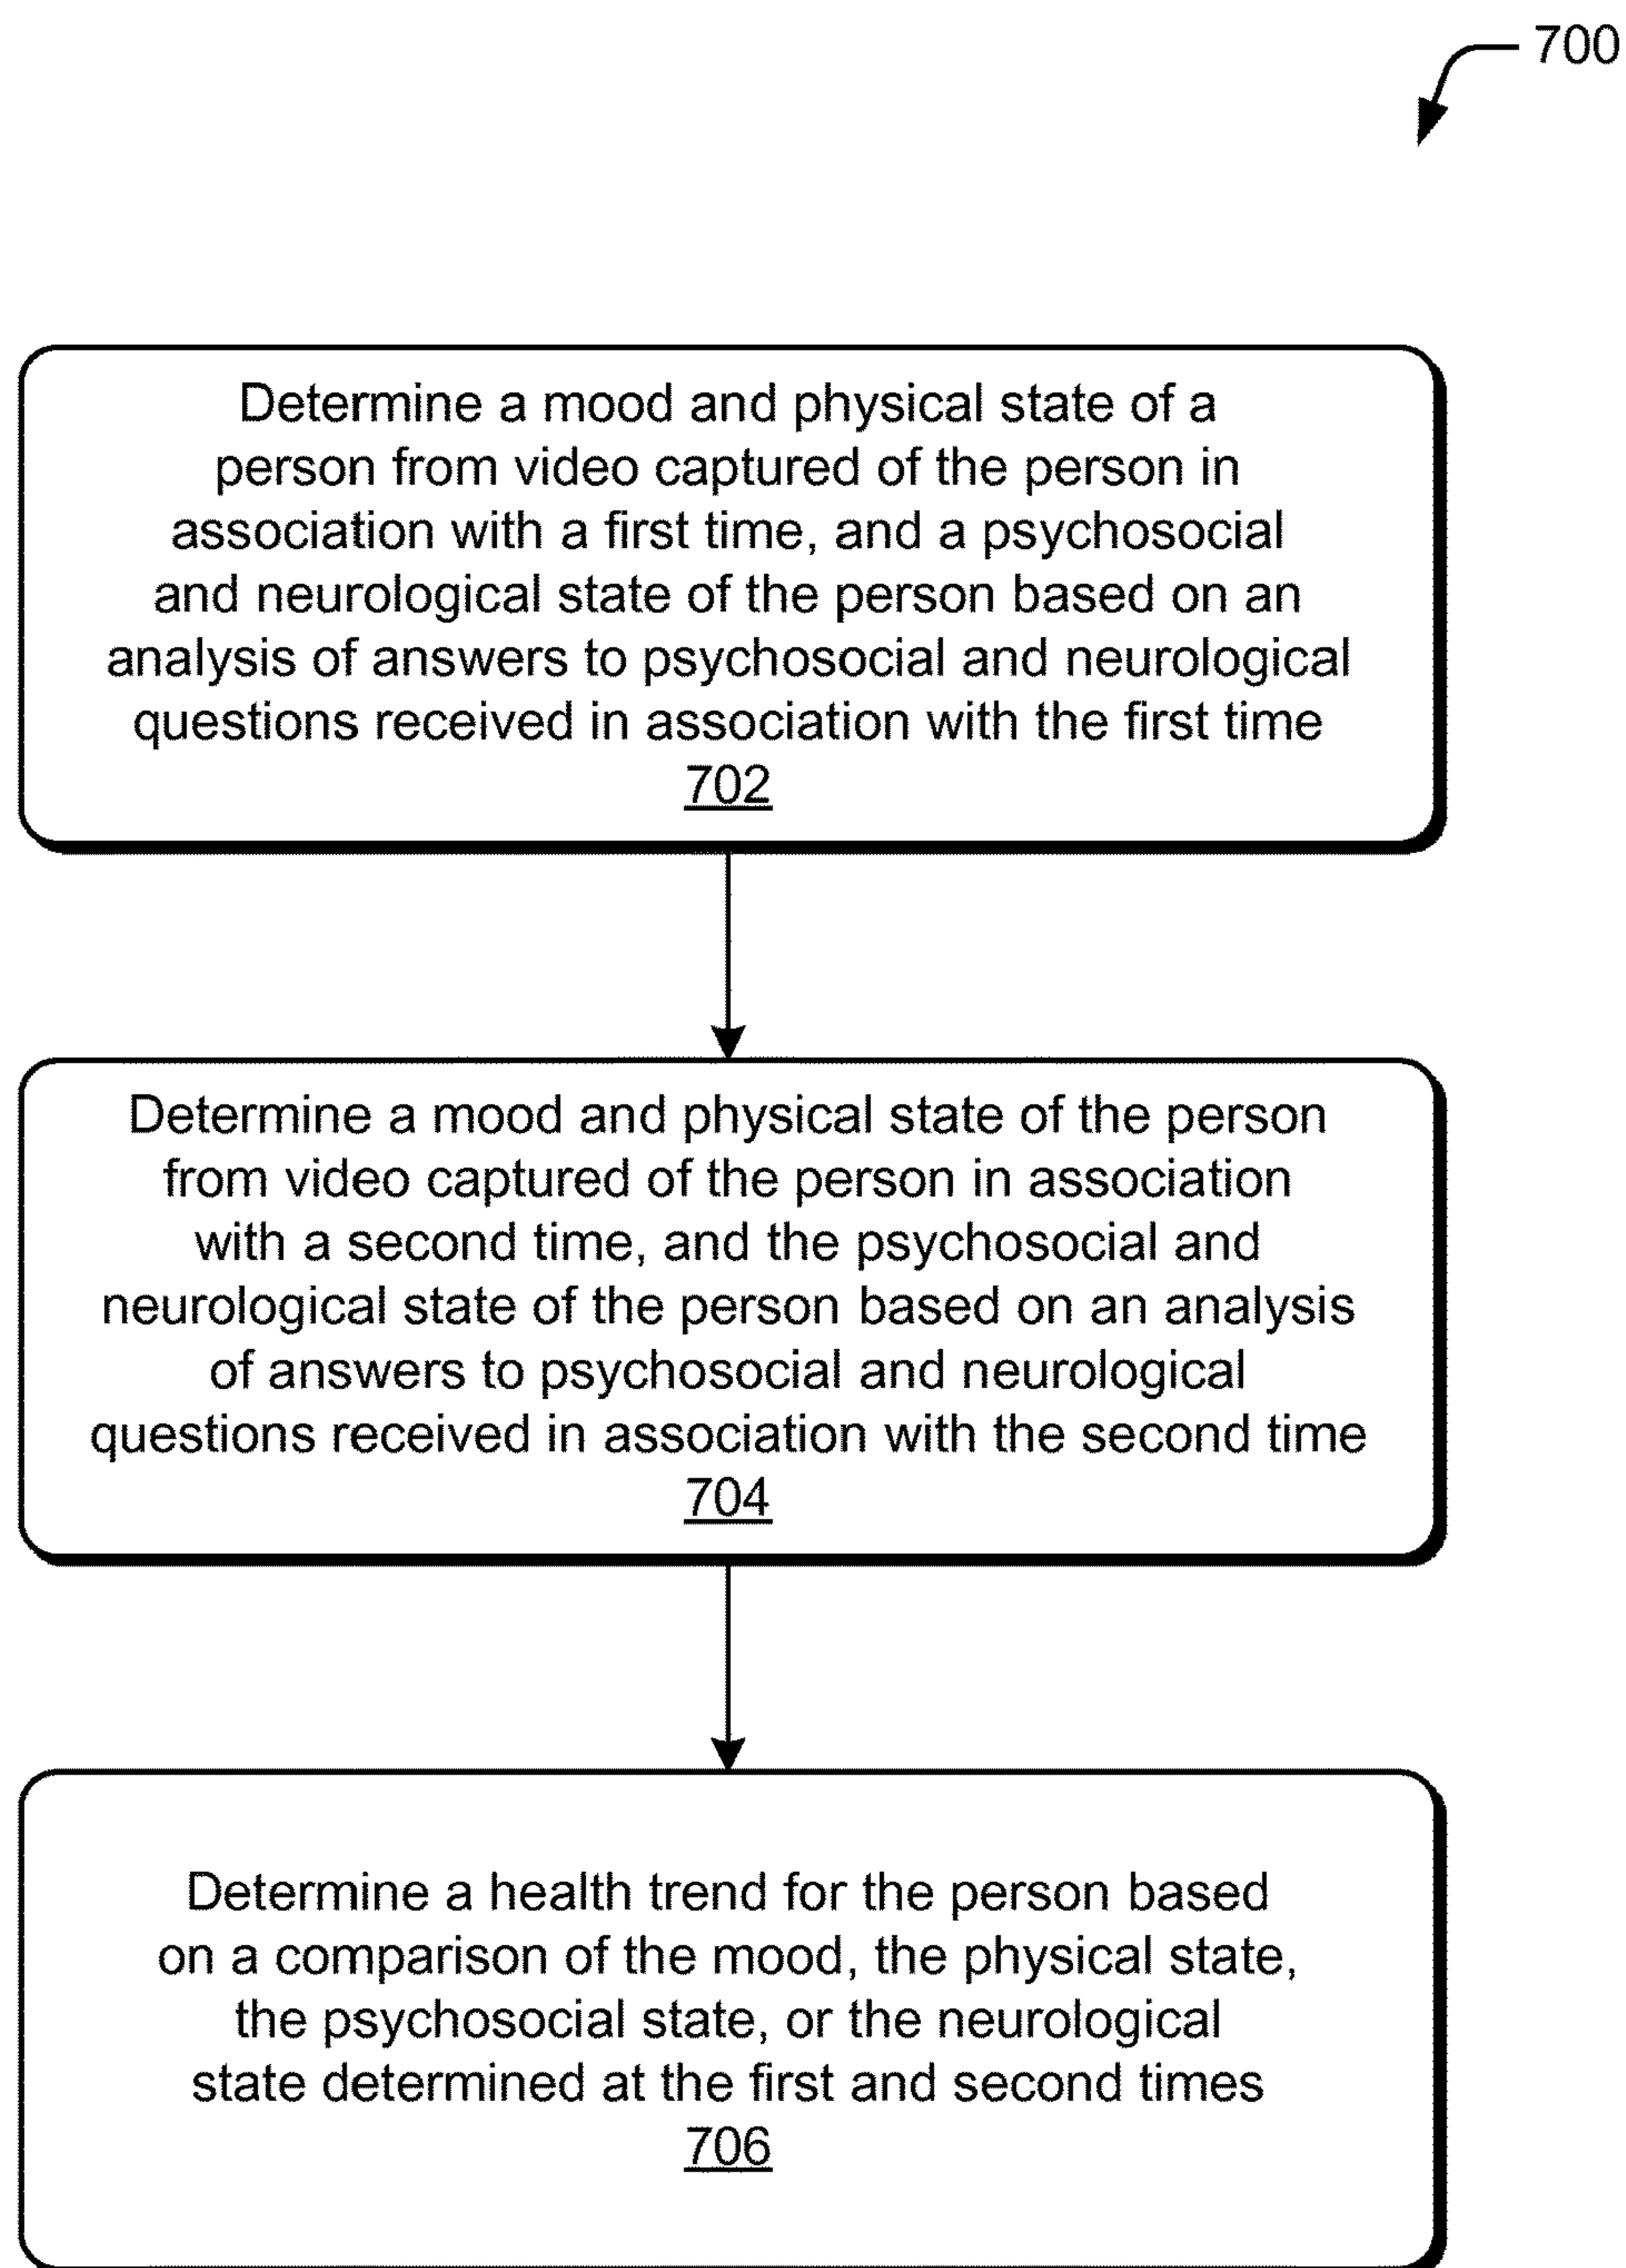 700
Determine a mood and physical state of a
person from video captured of the person in
association with a first time, and a psychosocial
and neurological state of the person based on an
analysis of answers to psychosocial and neurological
questions received in association with the first time
702
Determine a mood and physical state of the person
from video captured of the person in association
with a second time, and the psychosocial and
neurological state of the person based on an analysis
of answers to psychosocial and neurological
questions received in association with the second time
704
Determine a health trend for the person based
on a comparison of the mood, the physical state,
the psychosocial state, or the neurological
state determined at the first and second times
706